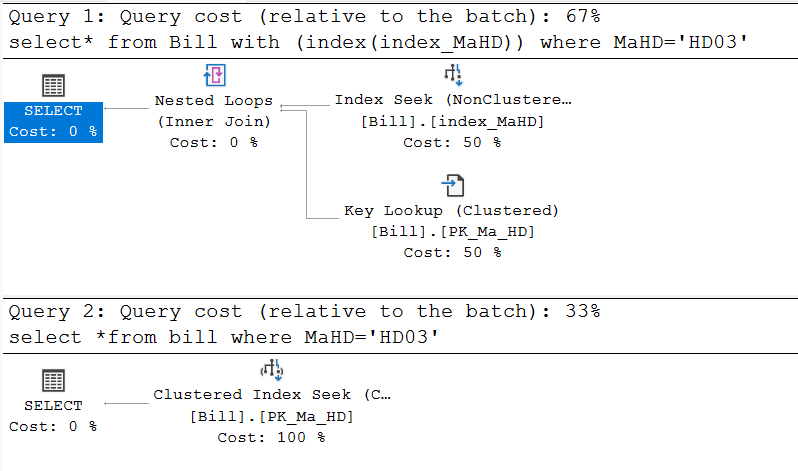 Query 1: Query cost (relative to the batch): 67%
select* from Bill with (index(index_MaHD)) where MaHD='HD03'
SELECT
Cost: 0 %
Nested Loops
(Inner Join)
Cost: 0 %
Index Seek (NonClustere…
[Bill].[index_MaHD]
Cost: 50 %
Key Lookup (Clustered)
[Bill].[PK_Ma_HD]
Cost: 50 %
Query 2: Query cost (relative to the batch): 33%
select *from bill where MaHD='HD03'
SELECT
Cost: 0 %
Clustered Index Seek (C…
[Bill].[PK_Ma_HD]
Cost: 100 %